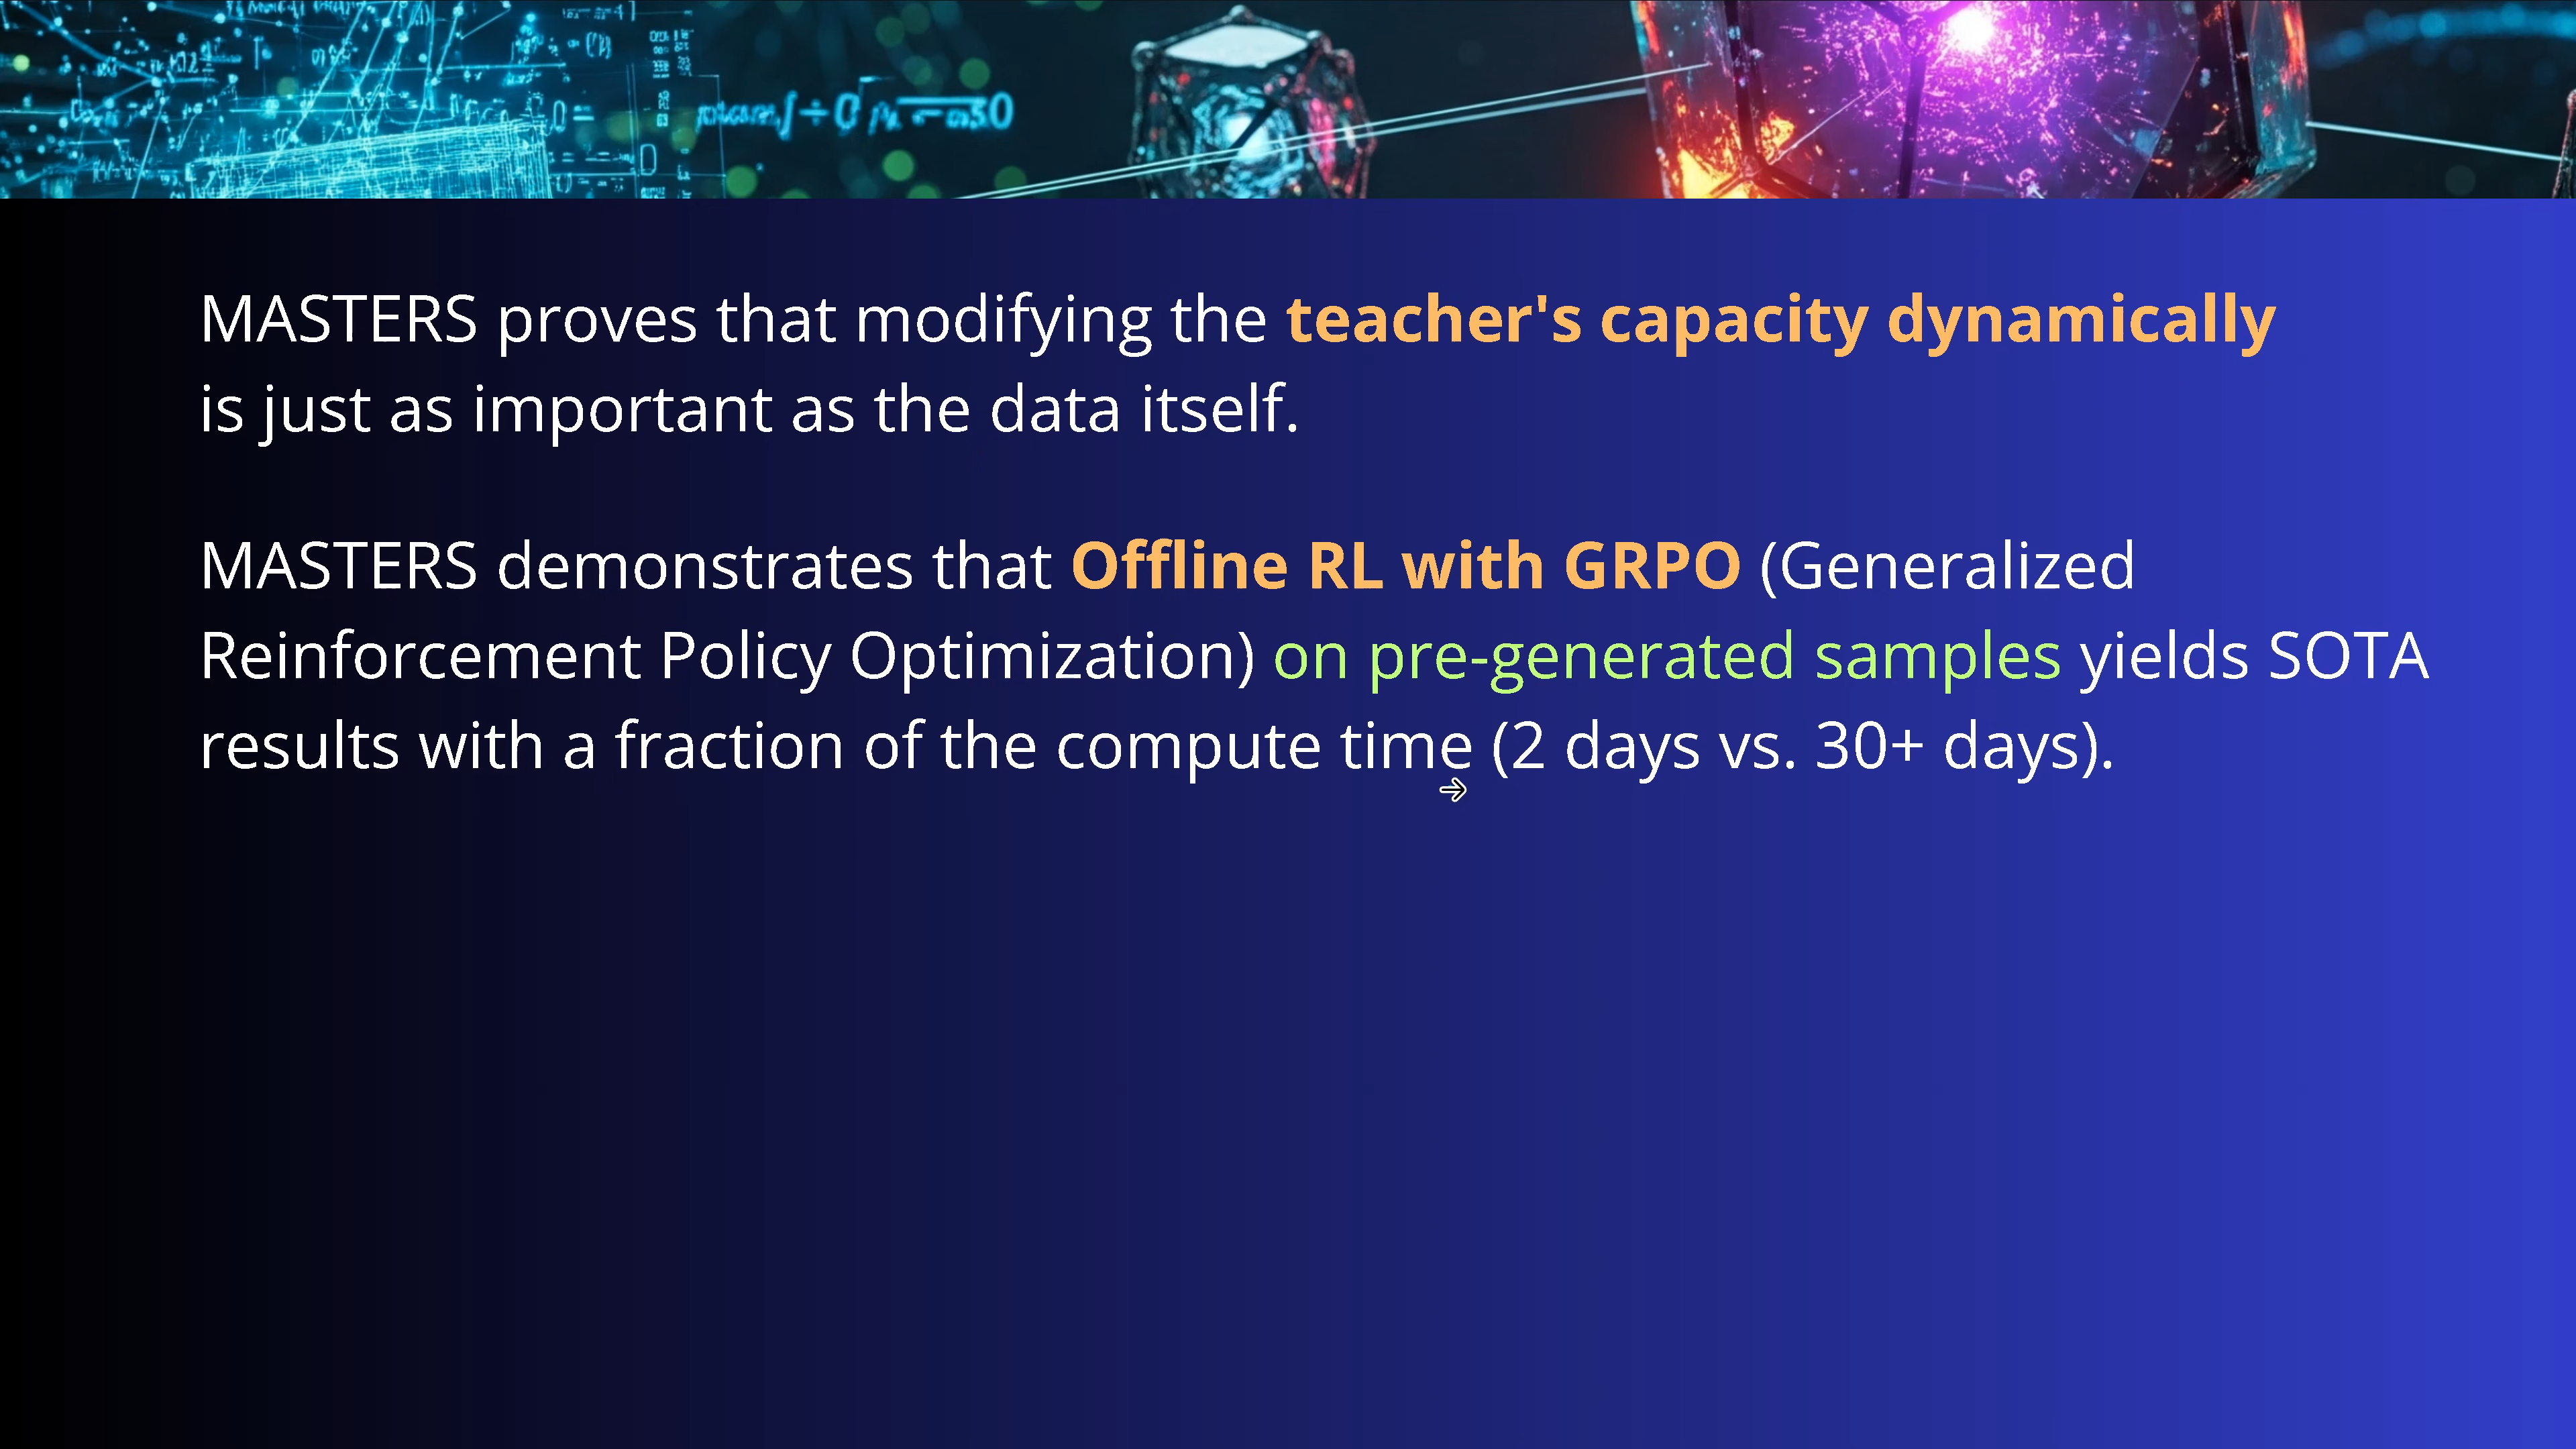 MASTERS proves that modifying the teacher's capacity dynamically
is just as important as the data itself.
MASTERS demonstrates that Offline RL with GRPO (Generalized
Reinforcement Policy Optimization) on pre-generated samples yields SOTA
results with a fraction of the compute time (2 days vs. 30+ days).